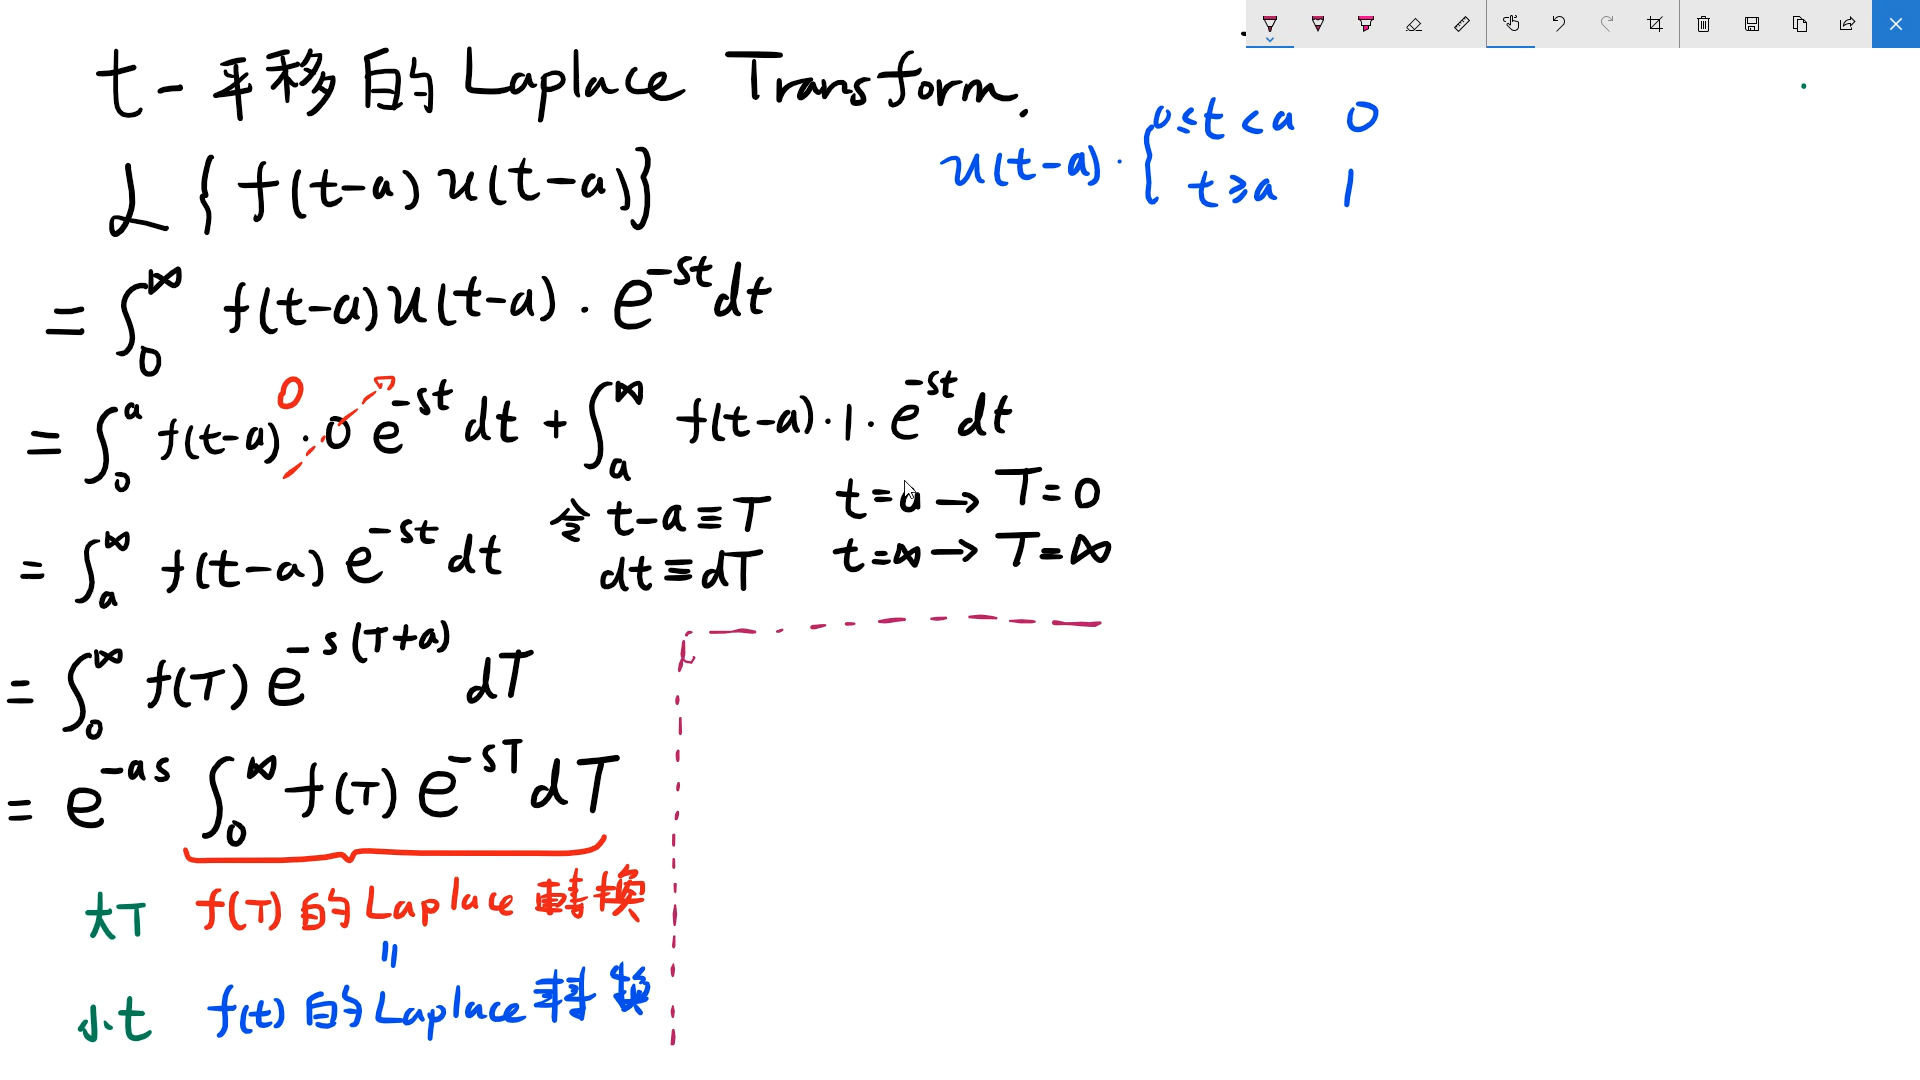 t-平移的 Laplace Transform.
u(t-a). { 0≤t<a 0
t≥a 1
ℒ { f(t-a) u(t-a)}
= ∫₀^∞ f(t-a) u(t-a) · e^{-st} dt
= ∫₀^a f(t-a) · 0 e^{-st} dt + ∫ₐ^∞ f(t-a) · 1 · e^{-st} dt
0
= ∫ₐ^∞ f(t-a) e^{-st} dt
令 t-a ≡ T
dt ≡ dT
t=a → T=0
t=∞ → T=∞
= ∫₀^∞ f(T) e^{-s(T+a)} dT
= e^{-as} ∫₀^∞ f(T) e^{-sT} dT
大T f(T) 的 Laplace 轉換
=
小t f(t) 的 Laplace 轉換